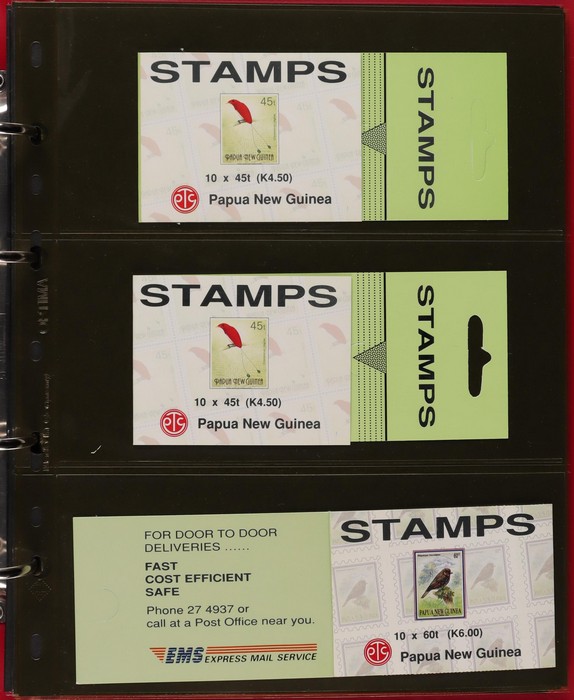 STAMPS
45t
PAPUA NEW GUINEA
10 x 45t (K4.50)
PTC
Papua New Guinea
STAMPS
STAMPS
45t
PAPUA NEW GUINEA
10 x 45t (K4.50)
PTC
Papua New Guinea
STAMPS
FOR DOOR TO DOOR
DELIVERIES ......
FAST
COST EFFICIENT
SAFE
Phone 27 4937 or
call at a Post Office near you.
EMS EXPRESS MAIL SERVICE
STAMPS
60t
PAPUA NEW GUINEA
10 x 60t (K6.00)
PTC
Papua New Guinea